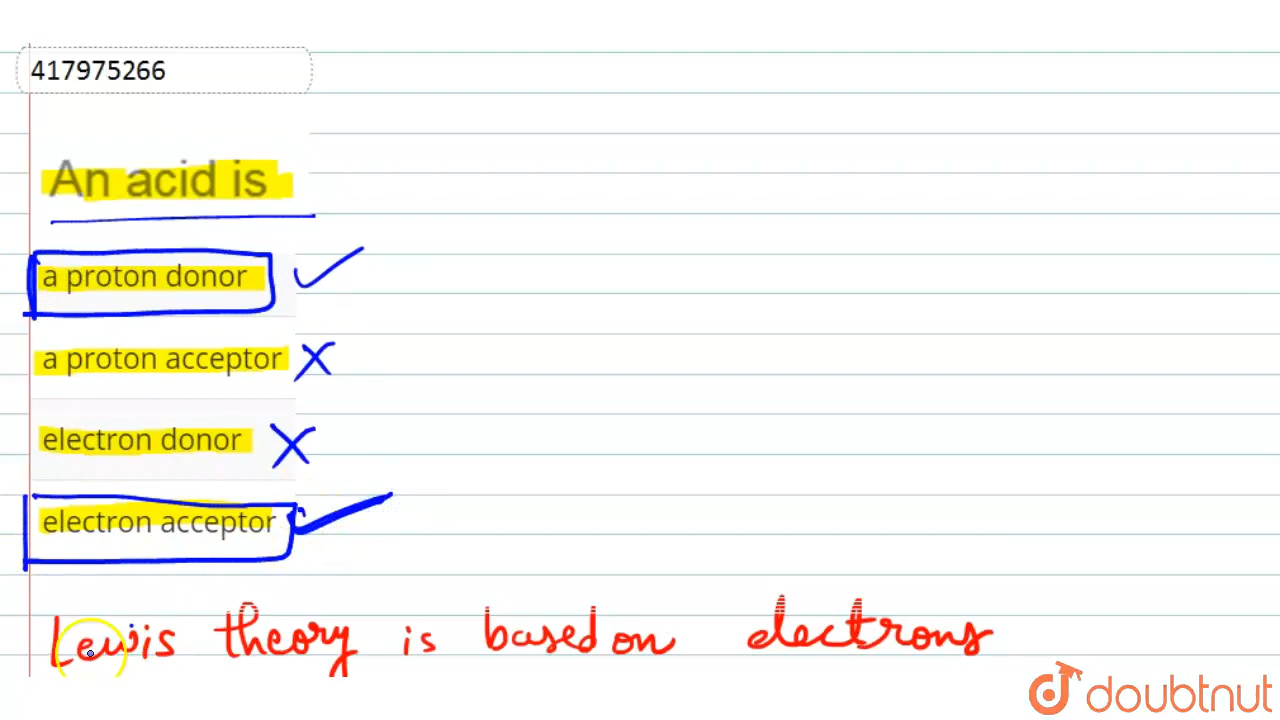 417975266
An acid is
a proton donor
a proton acceptor
electron donor
electron acceptor
Lewis theory is based on electrons
doubtnut